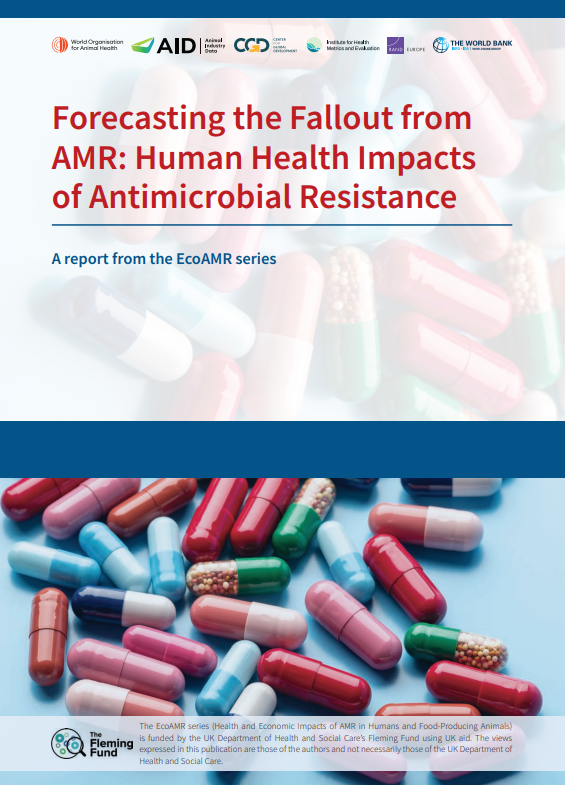 World Organisation
for Animal Health
AID
Animal
Industry
Data
CGD
CENTER
FOR
GLOBAL
DEVELOPMENT
Institute for Health
Metrics and Evaluation
RAND
EUROPE
THE WORLD BANK
Forecasting the Fallout from
AMR: Human Health Impacts
of Antimicrobial Resistance
A report from the EcoAMR series
The
Fleming
Fund
The EcoAMR series (Health and Economic Impacts of AMR in Humans and Food-Producing Animals)
is funded by the UK Department of Health and Social Care's Fleming Fund using UK aid. The views
expressed in this publication are those of the authors and not necessarily those of the UK Department of
Health and Social Care.